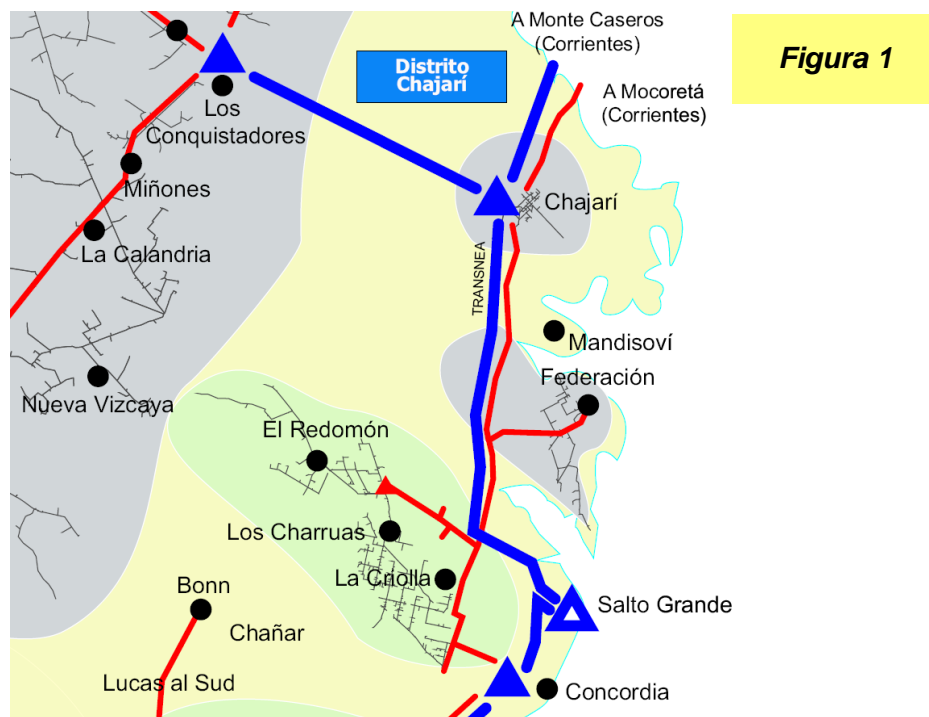 A Monte Caseros
(Corrientes)
Distrito
Chajarí
Figura 1
A Mocoretá
(Corrientes)
Los
Conquistadores
Miñones
Chajarí
La Calandria
TRANSNEA
Mandisoví
Federación
Nueva Vizcaya
El Redomón
Los Charruas
La Criolla
Bonn
Salto Grande
Chañar
Lucas al Sud
Concordia